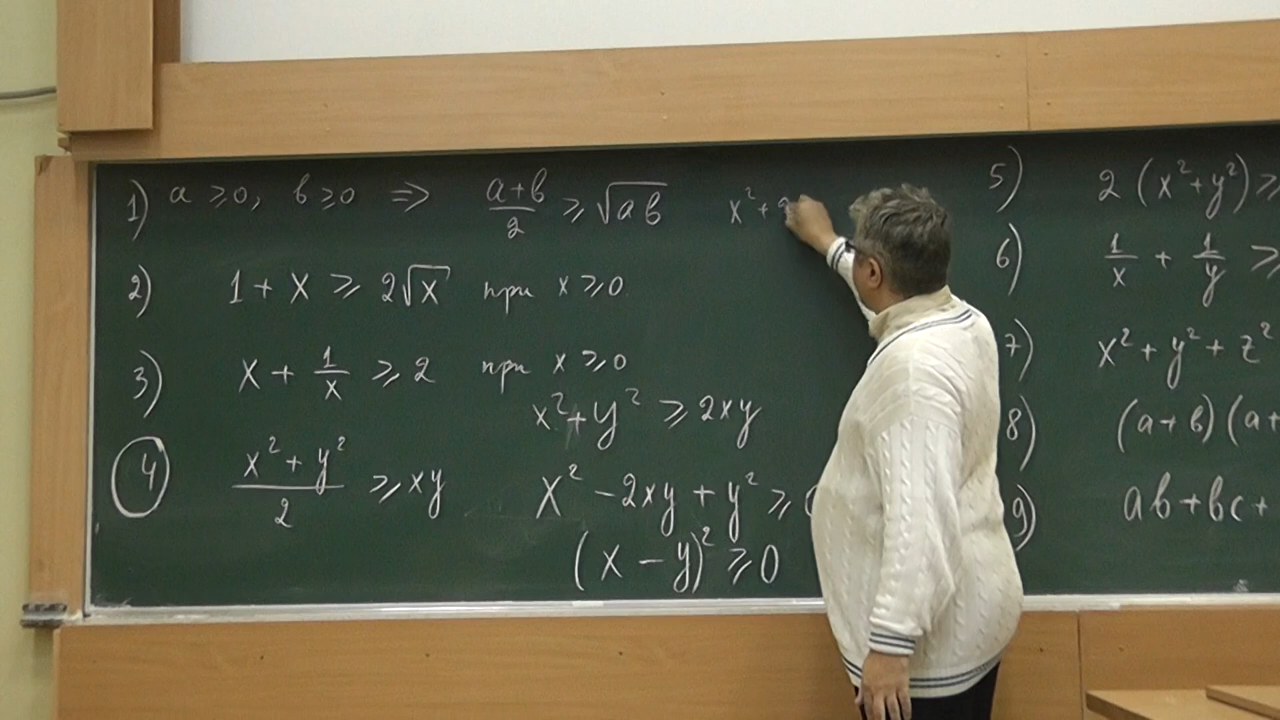 1) a ≥ 0, b ≥ 0 ⇒ (a+b)/2 ≥ √ab
x² +
2) 1 + x ≥ 2√x при x ≥ 0
3) x + 1/x ≥ 2 при x ≥ 0
x² + y² ≥ 2xy
4) (x² + y²)/2 ≥ xy
x² − 2xy + y² ≥
(x − y)² ≥ 0
5) 2(x² + y²) ≥
6) 1/x + 1/y ≥
7) x² + y² + z²
8) (a + b)(a+
9) ab + bc +